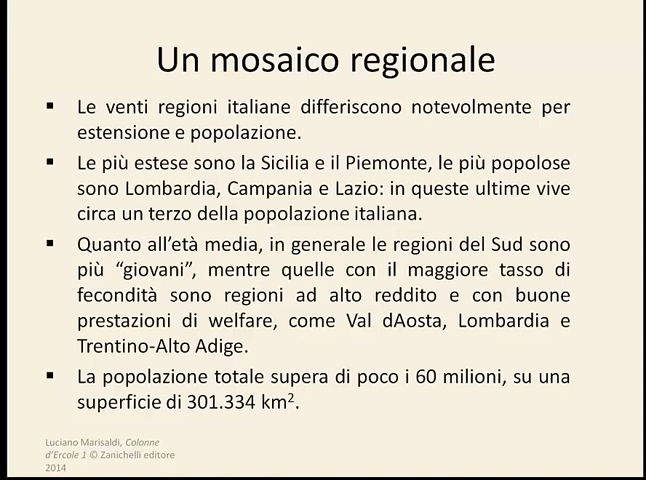 Un mosaico regionale
▪ Le venti regioni italiane differiscono notevolmente per
estensione e popolazione.
▪ Le più estese sono la Sicilia e il Piemonte, le più popolose
sono Lombardia, Campania e Lazio: in queste ultime vive
circa un terzo della popolazione italiana.
▪ Quanto all’età media, in generale le regioni del Sud sono
più “giovani”, mentre quelle con il maggiore tasso di
fecondità sono regioni ad alto reddito e con buone
prestazioni di welfare, come Val dAosta, Lombardia e
Trentino-Alto Adige.
▪ La popolazione totale supera di poco i 60 milioni, su una
superficie di 301.334 km².
Luciano Marisaldi, Colonne
d’Ercole 1 © Zanichelli editore
2014